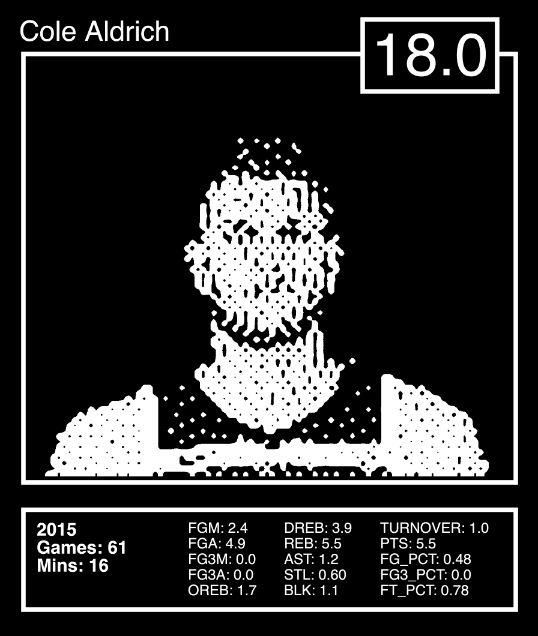 Cole Aldrich
18.0
2015
Games: 61
Mins: 16
FGM: 2.4
FGA: 4.9
FG3M: 0.0
FG3A: 0.0
OREB: 1.7
DREB: 3.9
REB: 5.5
AST: 1.2
STL: 0.60
BLK: 1.1
TURNOVER: 1.0
PTS: 5.5
FG_PCT: 0.48
FG3_PCT: 0.0
FT_PCT: 0.78